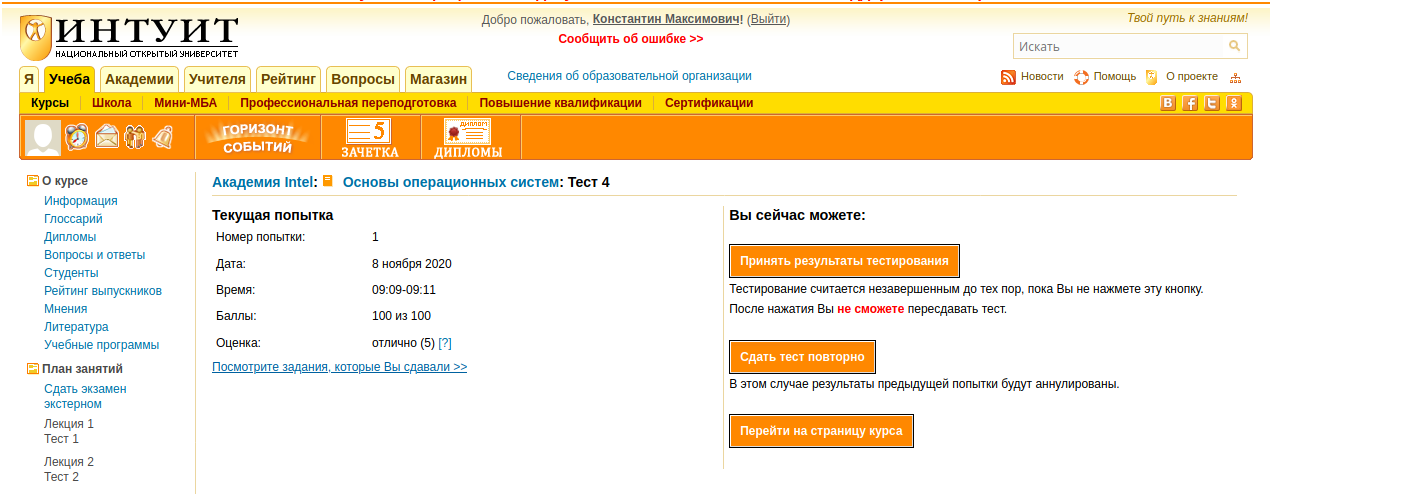 Добро пожаловать, Константин Максимович! (Выйти)
Твой путь к знаниям!
ИНТУИТ
НАЦИОНАЛЬНЫЙ ОТКРЫТЫЙ УНИВЕРСИТЕТ
Сообщить об ошибке >>
Искать
Я Учеба Академии Учителя Рейтинг Вопросы Магазин
Сведения об образовательной организации
Новости Помощь О проекте
Курсы Школа Мини-МБА Профессиональная переподготовка Повышение квалификации Сертификации
ГОРИЗОНТ
СОБЫТИЙ
5
ЗАЧЕТКА
ДИПЛОМ
ДИПЛОМЫ
О курсе
Информация
Глоссарий
Дипломы
Вопросы и ответы
Студенты
Рейтинг выпускников
Мнения
Литература
Учебные программы
План занятий
Сдать экзамен
экстерном
Лекция 1
Тест 1
Лекция 2
Тест 2
Академия Intel: Основы операционных систем: Тест 4
Текущая попытка
Номер попытки: 1
Дата: 8 ноября 2020
Время: 09:09-09:11
Баллы: 100 из 100
Оценка: отлично (5) [?]
Посмотрите задания, которые Вы сдавали >>
Вы сейчас можете:
Принять результаты тестирования
Тестирование считается незавершенным до тех пор, пока Вы не нажмете эту кнопку.
После нажатия Вы не сможете пересдавать тест.
Сдать тест повторно
В этом случае результаты предыдущей попытки будут аннулированы.
Перейти на страницу курса